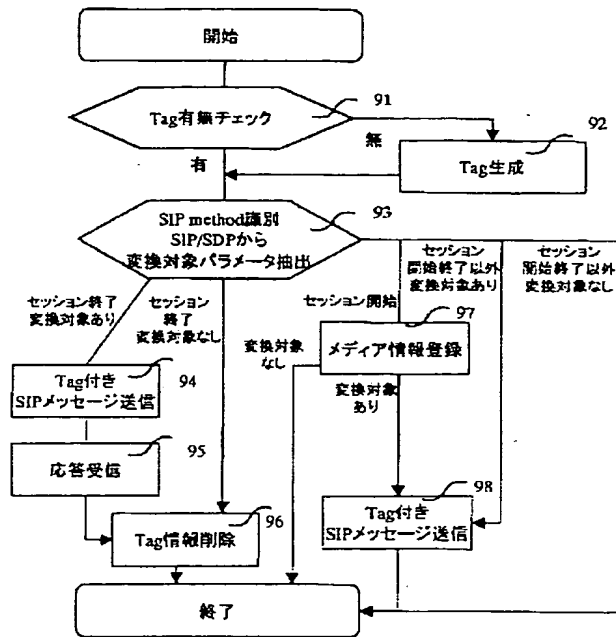 開始
Tag有無チェック
91
無
92
Tag生成
有
SIP method識別
SIP/SDPから
変換対象パラメータ抽出
93
セッション終了
変換対象あり
セッション
終了
変換対象なし
セッション開始
セッション
開始終了以外
変換対象あり
セッション
開始終了以外
変換対象なし
97
メディア情報登録
変換対象
なし
変換対象
あり
Tag付き
SIPメッセージ送信
94
応答受信
95
Tag情報削除
96
Tag付き
SIPメッセージ送信
98
終了